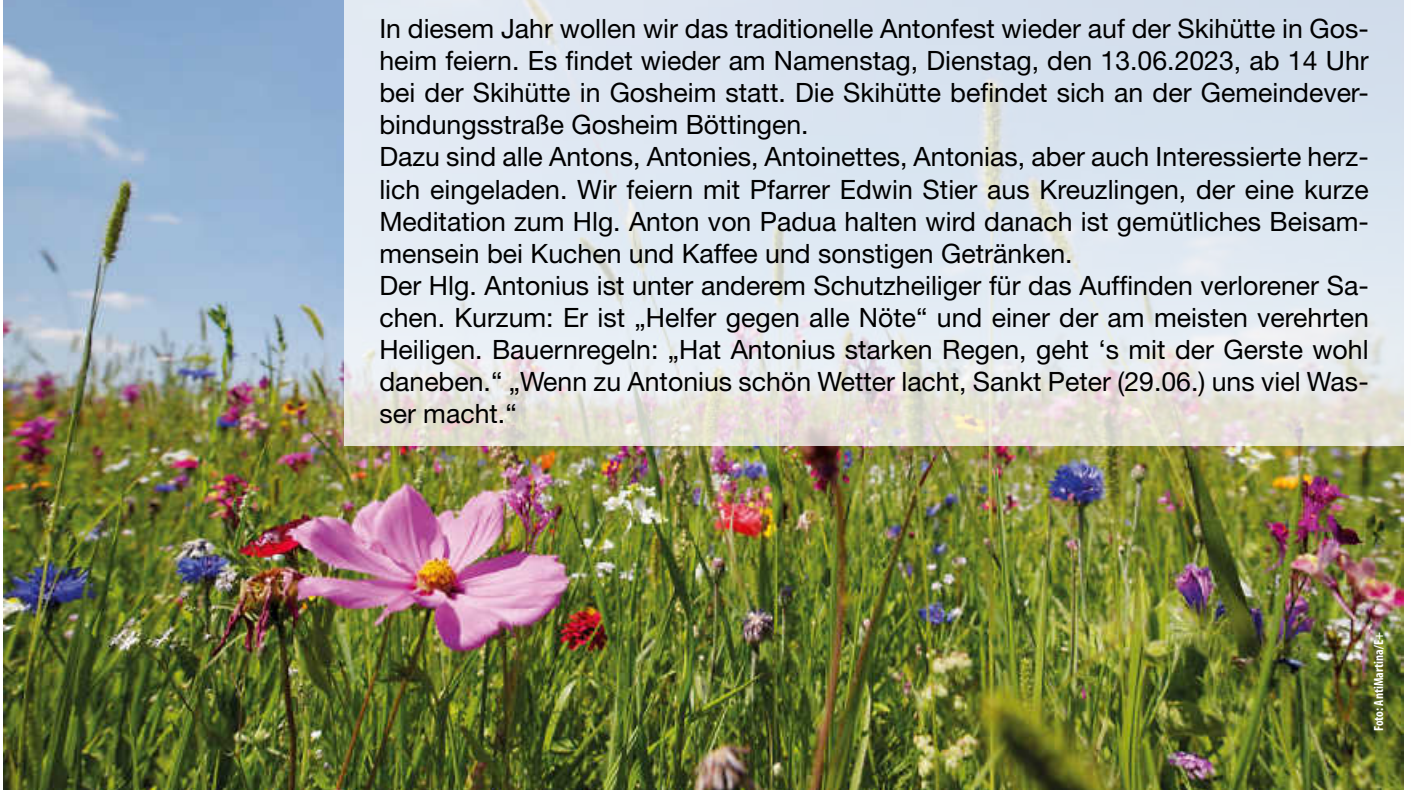 In diesem Jahr wollen wir das traditionelle Antonfest wieder auf der Skihütte in Gos-
heim feiern. Es findet wieder am Namenstag, Dienstag, den 13.06.2023, ab 14 Uhr
bei der Skihütte in Gosheim statt. Die Skihütte befindet sich an der Gemeindever-
bindungsstraße Gosheim Böttingen.
Dazu sind alle Antons, Antonies, Antoinettes, Antonias, aber auch Interessierte herz-
lich eingeladen. Wir feiern mit Pfarrer Edwin Stier aus Kreuzlingen, der eine kurze
Meditation zum Hlg. Anton von Padua halten wird danach ist gemütliches Beisam-
mensein bei Kuchen und Kaffee und sonstigen Getränken.
Der Hlg. Antonius ist unter anderem Schutzheiliger für das Auffinden verlorener Sa-
chen. Kurzum: Er ist „Helfer gegen alle Nöte“ und einer der am meisten verehrten
Heiligen. Bauernregeln: „Hat Antonius starken Regen, geht ‘s mit der Gerste wohl
daneben.“ „Wenn zu Antonius schön Wetter lacht, Sankt Peter (29.06.) uns viel Was-
ser macht.“
Foto: AntiMartina/E+